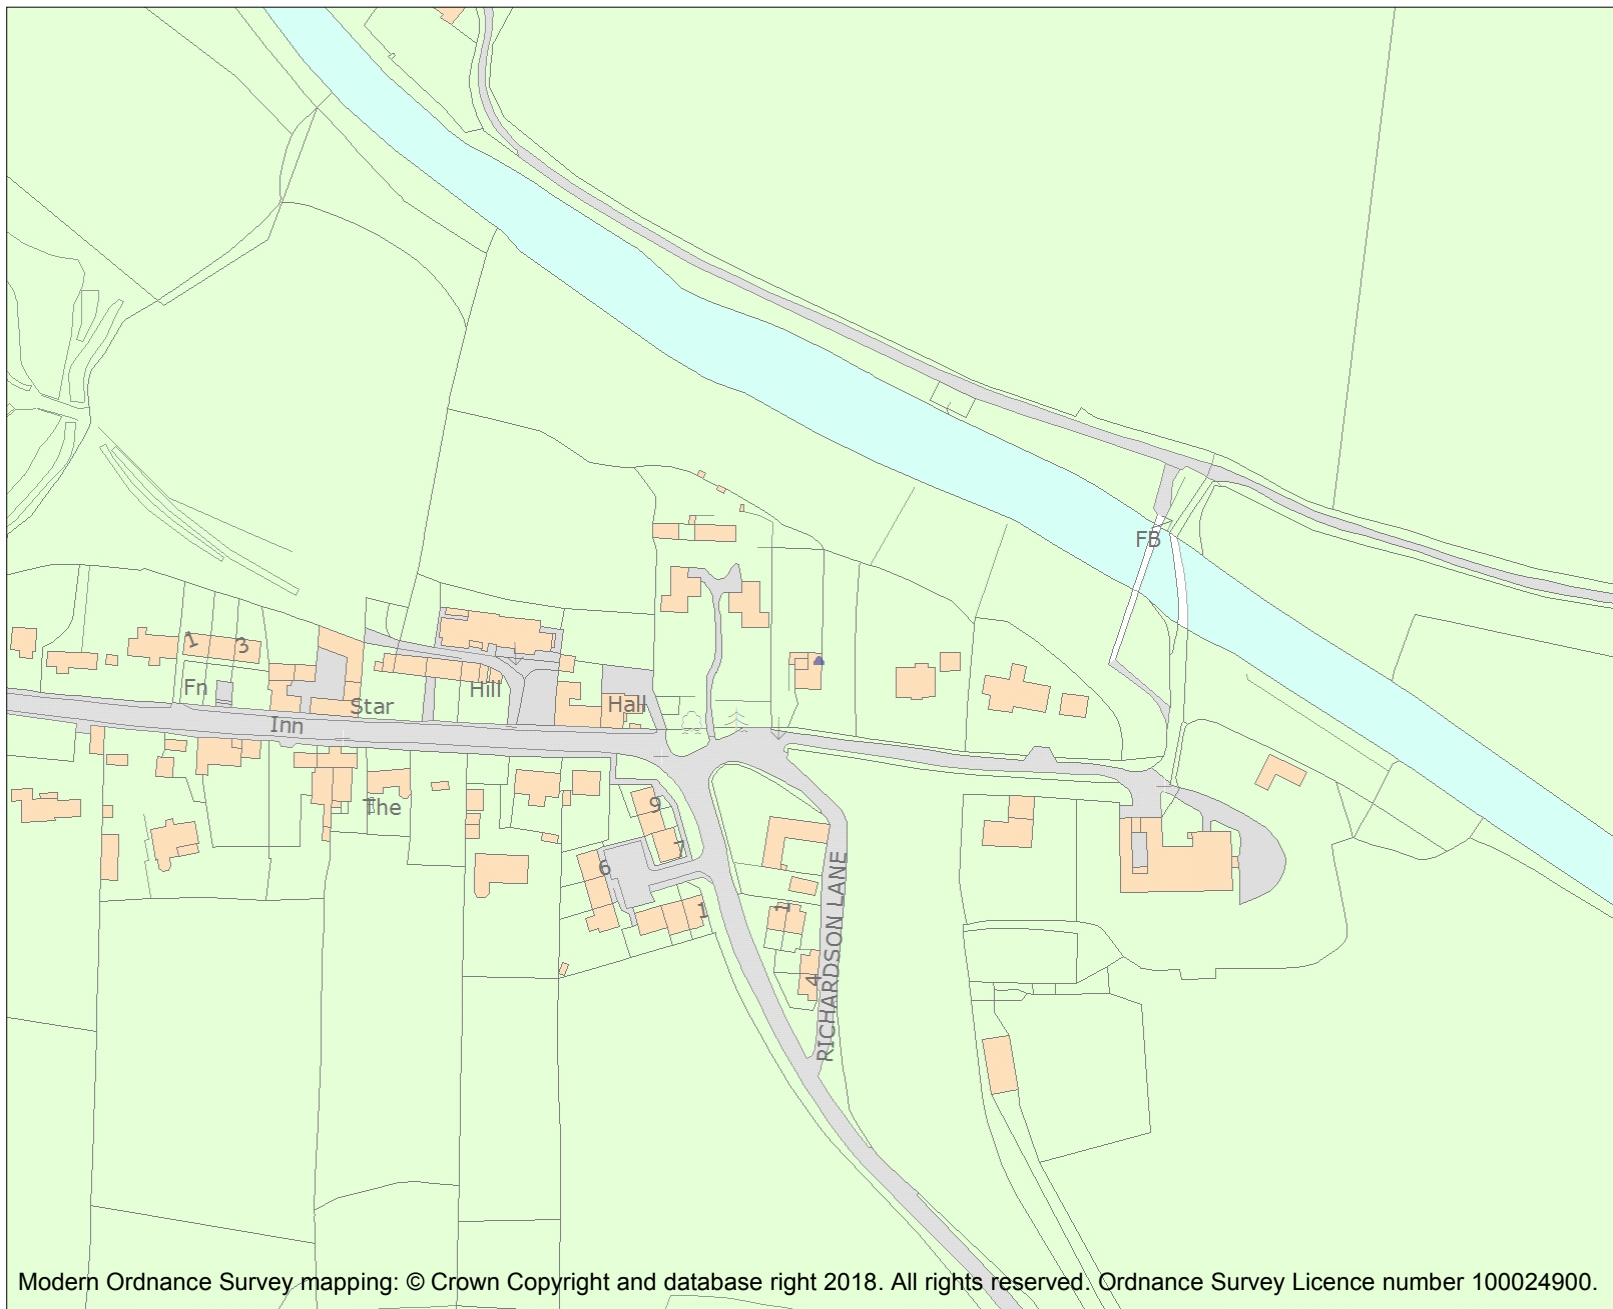 FB
1
3
Fn
Hill
Star
Hall
Inn
The
9
7
6
1
1
4
RICHARDSON LANE
Modern Ordnance Survey mapping: © Crown Copyright and database right 2018. All rights reserved. Ordnance Survey Licence number 100024900.